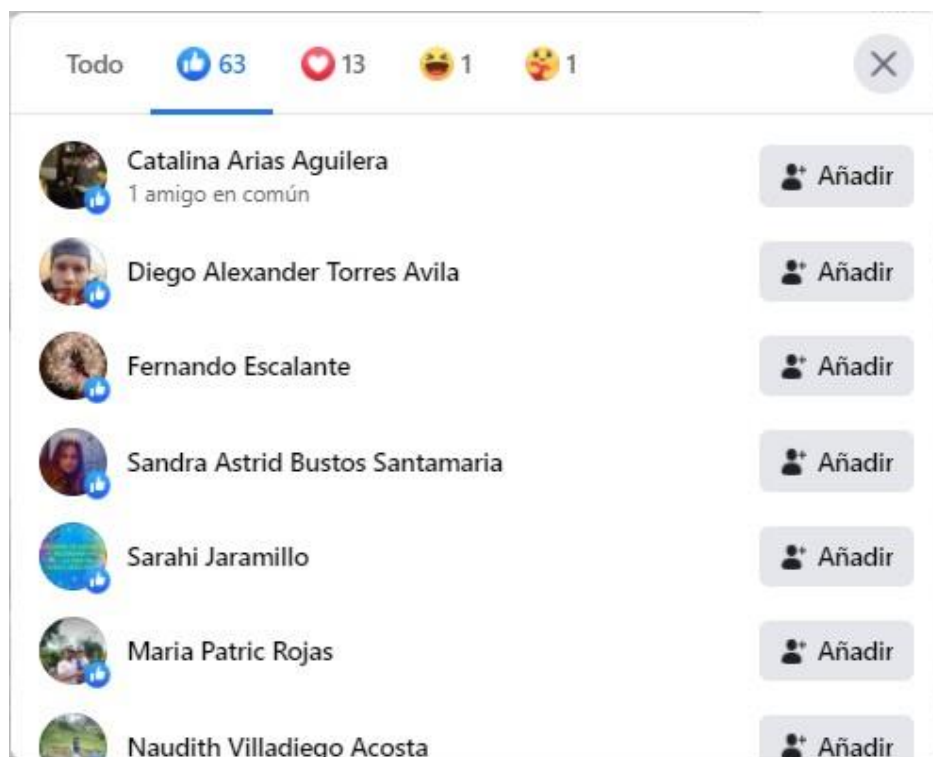 Todo 63 13 1 1
Catalina Arias Aguilera
1 amigo en común
Añadir
Diego Alexander Torres Avila
Añadir
Fernando Escalante
Añadir
Sandra Astrid Bustos Santamaria
Añadir
Sarahi Jaramillo
Añadir
Maria Patric Rojas
Añadir
Naudith Villadiego Acosta
Añadir